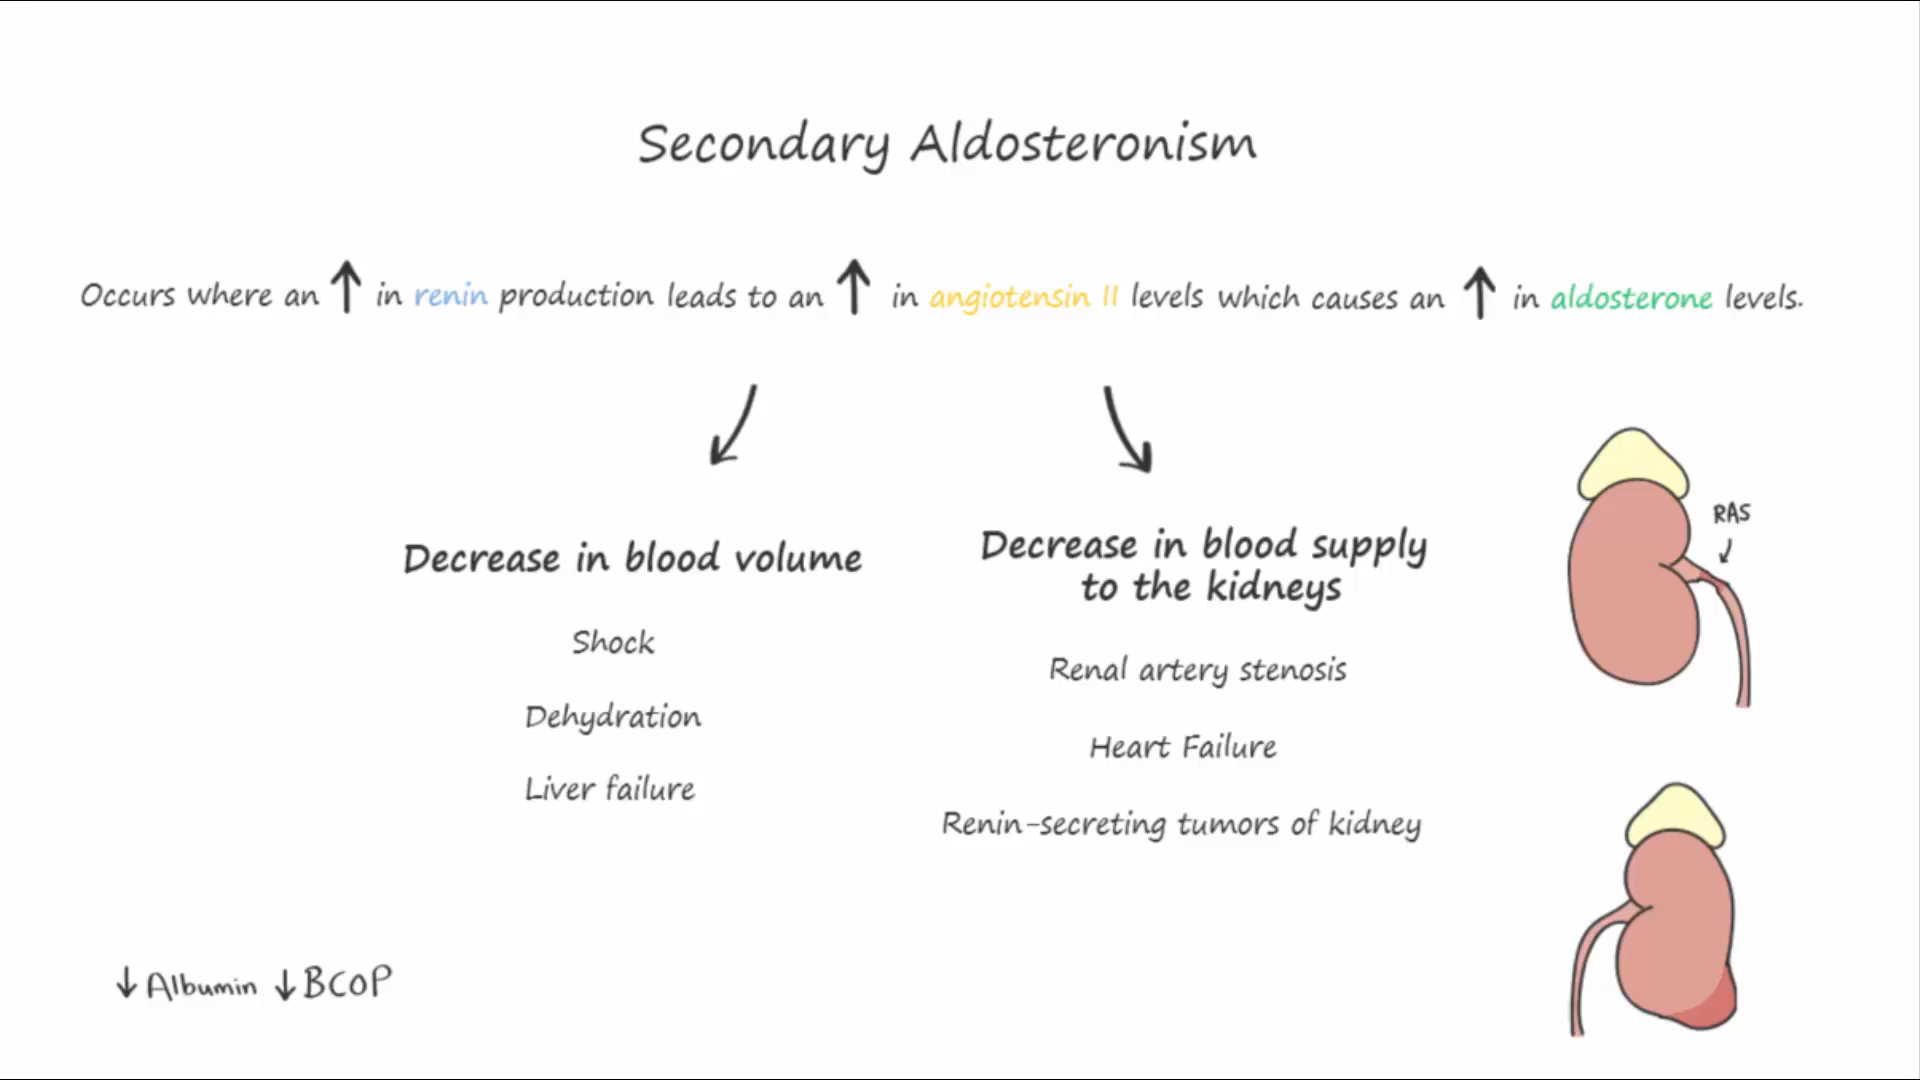 Secondary Aldosteronism
Occurs where an ↑ in renin production leads to an ↑ in angiotensin II levels which causes an ↑ in aldosterone levels.
Decrease in blood volume
Shock
Dehydration
Liver failure
Decrease in blood supply
to the kidneys
Renal artery stenosis
Heart Failure
Renin-secreting tumors of kidney
RAS
↓ Albumin ↓ BCOP